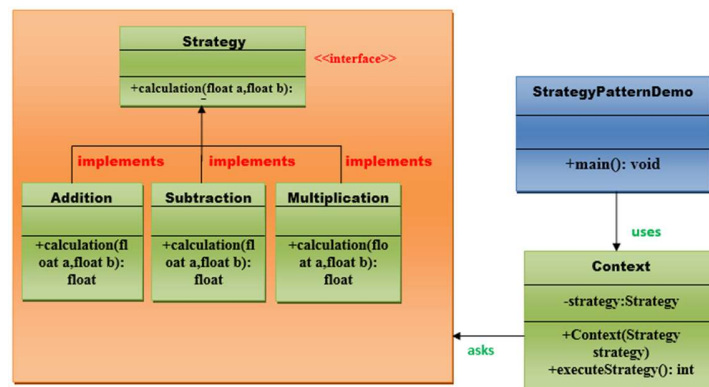 Strategy
<<interface>>
+calculation(float a,float b):
implements
implements
implements
Addition
+calculation(fl
oat a,float b):
float
Subtraction
+calculation(fl
oat a,float b):
float
Multiplication
+calculation(flo
at a,float b):
float
StrategyPatternDemo
+main(): void
uses
Context
-strategy:Strategy
+Context(Strategy
strategy)
+executeStrategy(): int
asks